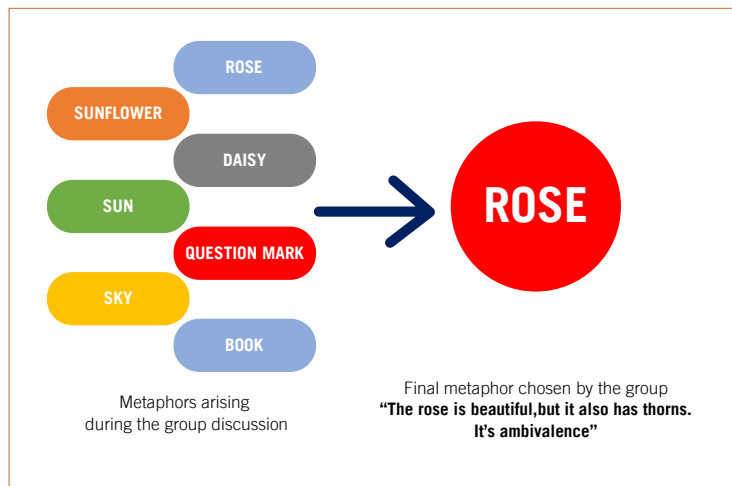 ROSE
SUNFLOWER
DAISY
SUN
QUESTION MARK
SKY
BOOK
Metaphors arising
during the group discussion
ROSE
Final metaphor chosen by the group
“The rose is beautiful,but it also has thorns.
It’s ambivalence”